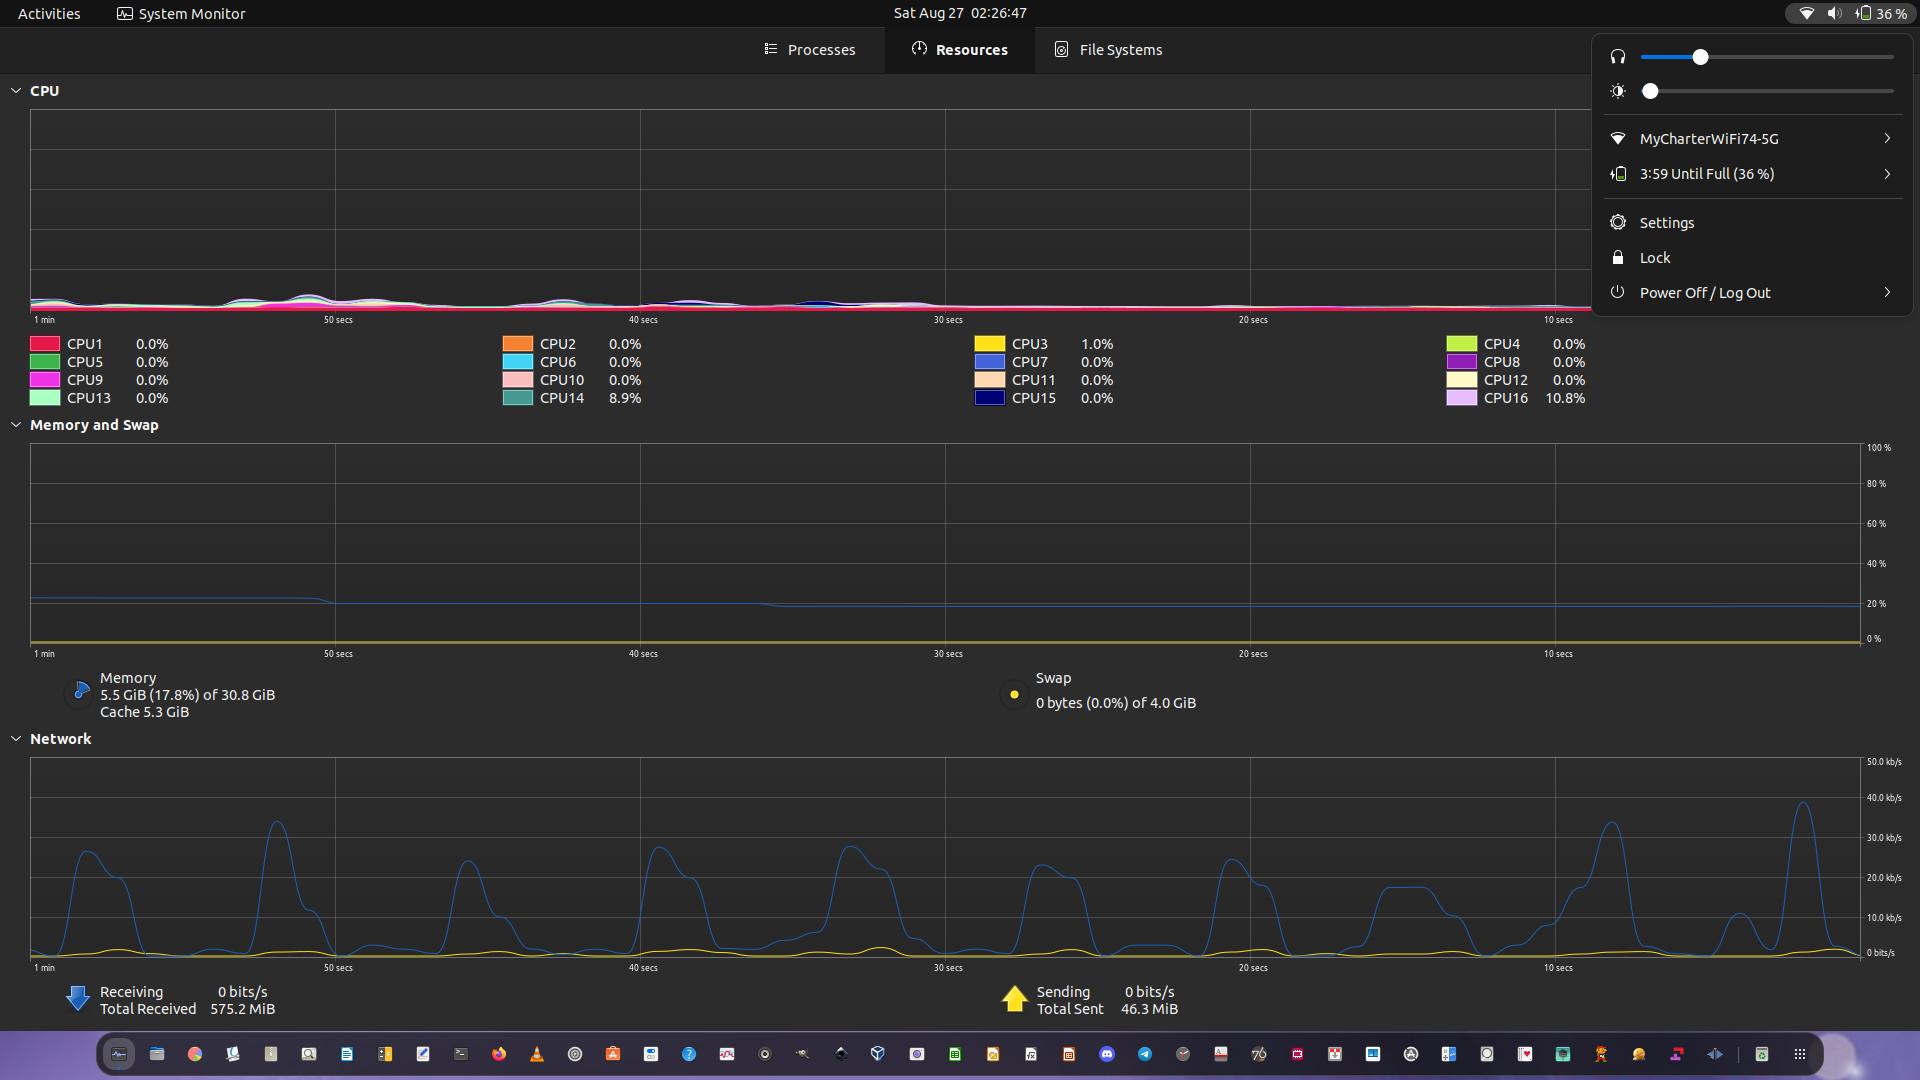 Activities
System Monitor
Sat Aug 27 02:26:47
36 %
Processes
Resources
File Systems
MyCharterWiFi74-5G
3:59 Until Full (36 %)
Settings
Lock
Power Off / Log Out
CPU
1 min 50 secs 40 secs 30 secs 20 secs 10 secs
CPU1 0.0% CPU2 0.0% CPU3 1.0% CPU4 0.0%
CPU5 0.0% CPU6 0.0% CPU7 0.0% CPU8 0.0%
CPU9 0.0% CPU10 0.0% CPU11 0.0% CPU12 0.0%
CPU13 0.0% CPU14 8.9% CPU15 0.0% CPU16 10.8%
Memory and Swap
100 %
80 %
60 %
40 %
20 %
0 %
1 min 50 secs 40 secs 30 secs 20 secs 10 secs
Memory
5.5 GiB (17.8%) of 30.8 GiB
Cache 5.3 GiB
Swap
0 bytes (0.0%) of 4.0 GiB
Network
50.0 kb/s
40.0 kb/s
30.0 kb/s
20.0 kb/s
10.0 kb/s
0 bits/s
1 min 50 secs 40 secs 30 secs 20 secs 10 secs
Receiving 0 bits/s
Total Received 575.2 MiB
Sending 0 bits/s
Total Sent 46.3 MiB
76